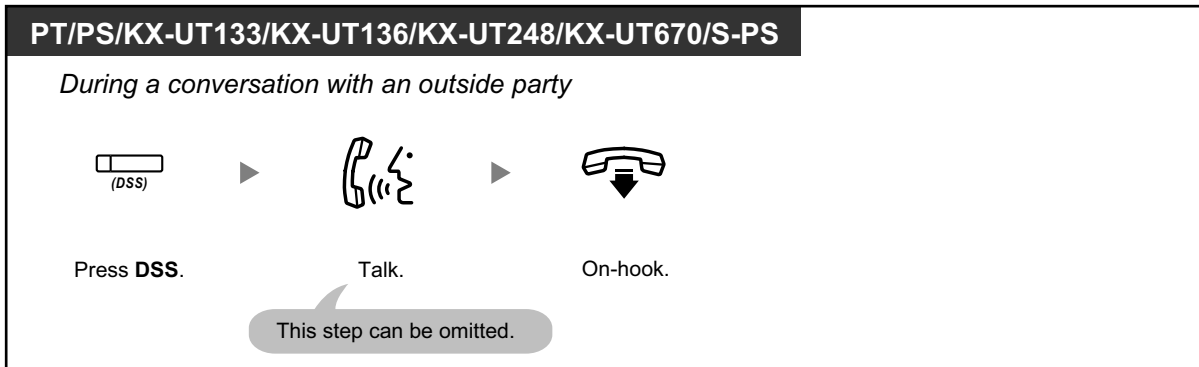 PT/PS/KX-UT133/KX-UT136/KX-UT248/KX-UT670/S-PS
During a conversation with an outside party
(DSS)
Press DSS.
Talk.
On-hook.
This step can be omitted.